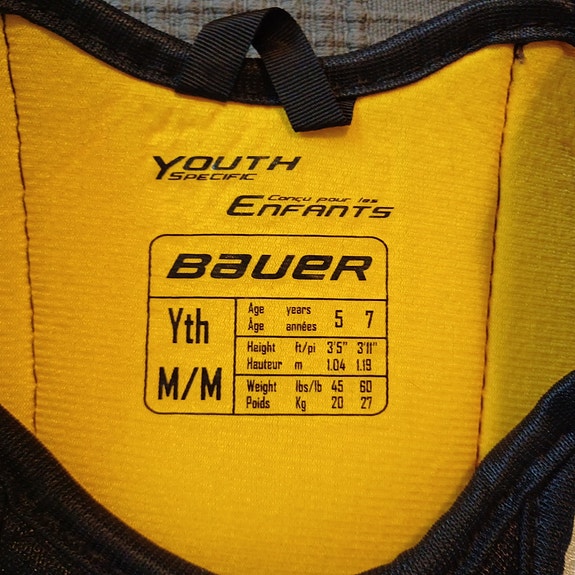 YOUTH
SPECIFIC
Conçu pour les
ENFANTS
BAUER
Yth
M/M
Age years 5 7
Âge années
Height ft/pi 3'5" 3'11"
Hauteur m 1.04 1.19
Weight lbs/lb 45 60
Poids Kg 20 27